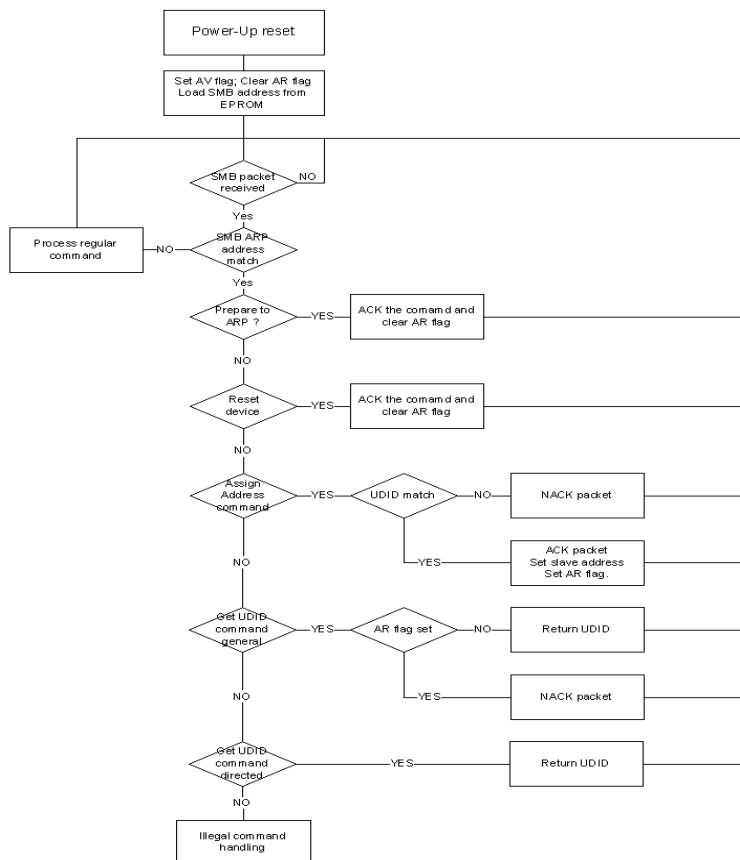 Power-Up reset
Set AV flag; Clear AR flag
Load SMB address from
EPROM
SMB packet
received
NO
Yes
SMB ARP
address
match
NO
Process regular
command
Yes
Prepare to
ARP ?
YES
ACK the comamd and
clear AR flag
NO
Reset
device
YES
ACK the comamd and
clear AR flag
NO
Assign
Address
command
YES
UDID match
NO
NACK packet
YES
ACK packet
Set slave address
Set AR flag.
NO
Get UDID
command
general
YES
AR flag set
NO
Return UDID
YES
NACK packet
NO
Get UDID
command
directed
YES
Return UDID
NO
Illegal command
handling